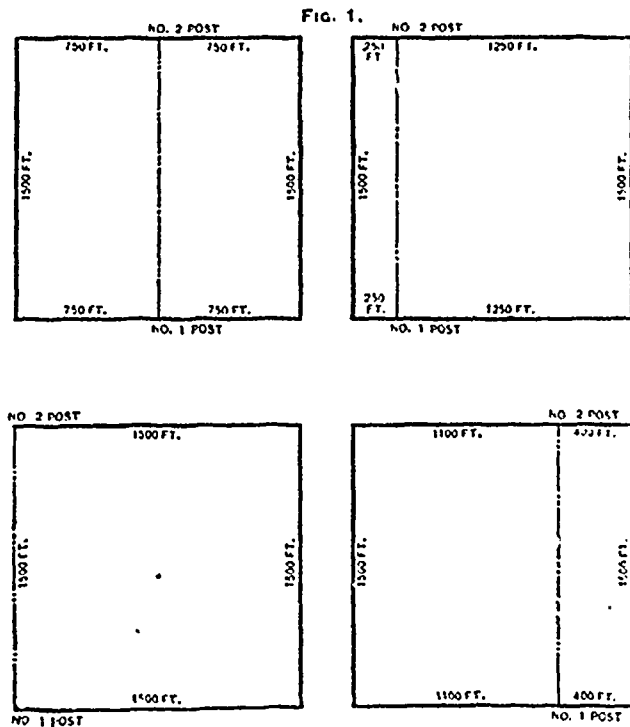 FIG. 1.
NO. 2 POST
750 FT. 750 FT.
1500 FT. 1500 FT.
750 FT. 750 FT.
NO. 1 POST
NO. 2 POST
250 FT. 1250 FT.
1500 FT. 1500 FT.
250 FT. 1250 FT.
NO. 1 POST
NO. 2 POST
1500 FT.
1500 FT. 1500 FT.
1500 FT.
NO. 1 POST
NO. 2 POST
1100 FT. 400 FT.
1500 FT. 1500 FT.
1100 FT. 400 FT.
NO. 1 POST